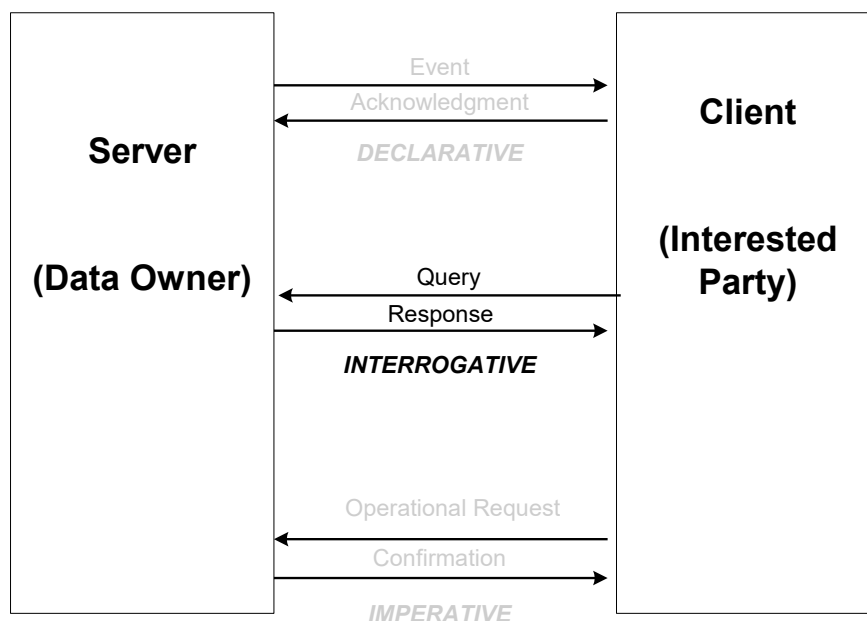 Event
Acknowledgment
DECLARATIVE
Server
(Data Owner)
Client
(Interested
Party)
Query
Response
INTERROGATIVE
Operational Request
Confirmation
IMPERATIVE